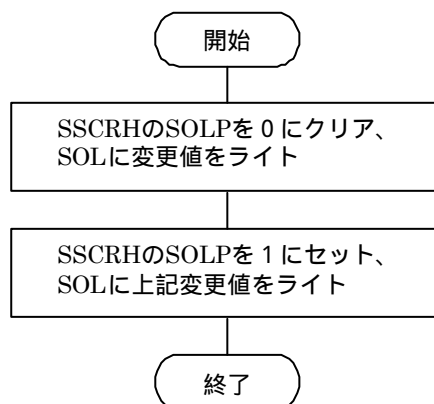 開始
SSCRHのSOLPを０にクリア、
SOLに変更値をライト
SSCRHのSOLPを１にセット、
SOLに上記変更値をライト
終了